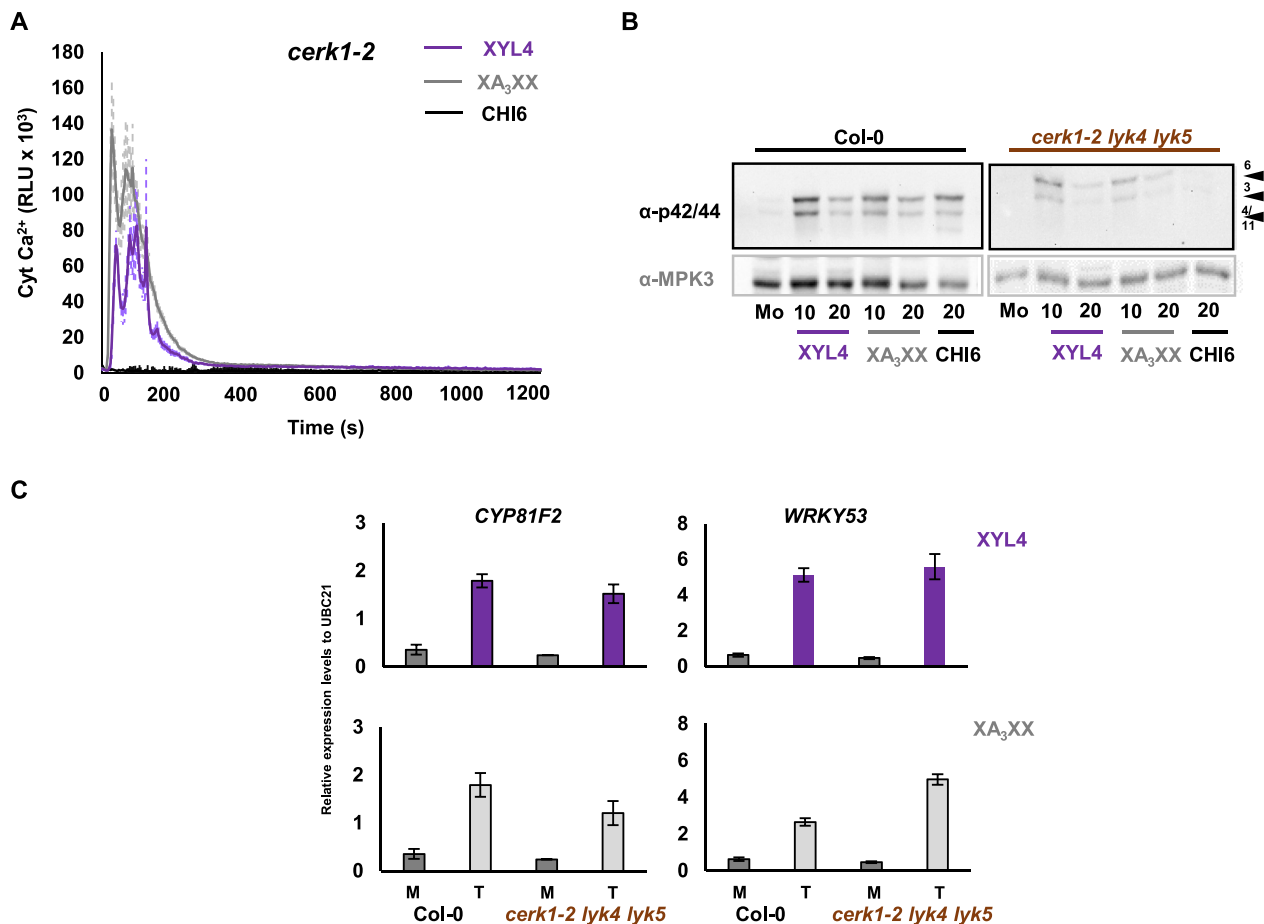 A
cerk1-2
XYL4
XA₃XX
CHI6
Cyt Ca²⁺ (RLU x 10³)
180
160
140
120
100
80
60
40
20
0
0 200 400 600 800 1000 1200
Time (s)
B
Col-0
cerk1-2 lyk4 lyk5
α-p42/44
6
3
4/
11
α-MPK3
Mo 10 20 10 20 20
Mo 10 20 10 20 20
XYL4 XA₃XX CHI6
XYL4 XA₃XX CHI6
C
CYP81F2
WRKY53
XYL4
3
2
1
0
8
6
4
2
0
Relative expression levels to UBC21
XA₃XX
3
2
1
0
8
6
4
2
0
M T M T
M T M T
Col-0 cerk1-2 lyk4 lyk5
Col-0 cerk1-2 lyk4 lyk5